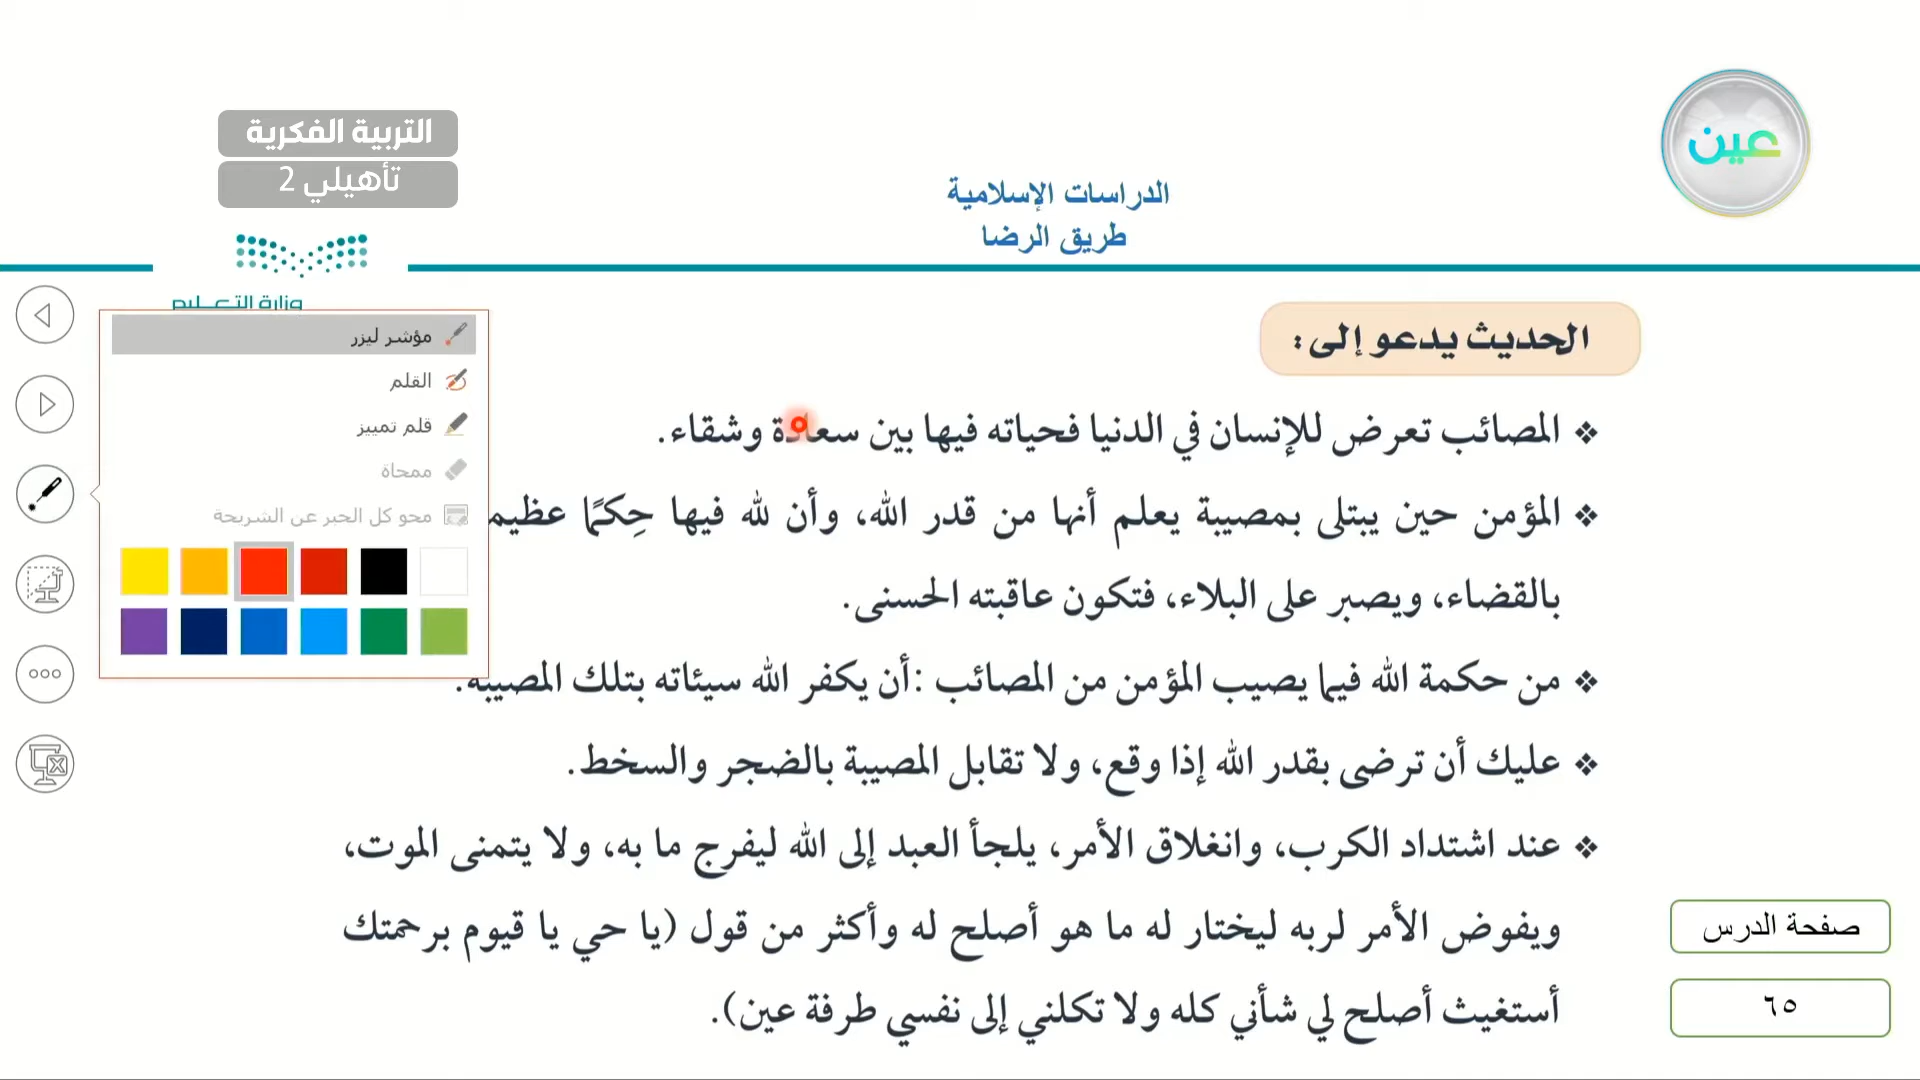 عين
التربية الفكرية
تأهيلي 2
الدراسات الإسلامية
طريق الرضا
وزارة التعـــليم
الحديث يدعو إلى :
❖ المصائب تعرض للإنسان في الدنيا فحياته فيها بين سعادة وشقاء.
❖ المؤمن حين يبتلى بمصيبة يعلم أنها من قدر الله، وأن لله فيها حِكمًا
بالقضاء، ويصبر على البلاء، فتكون عاقبته الحسنى.
❖ من حكمة الله فيما يصيب المؤمن من المصائب :أن يكفر الله سيئاته بتلك المصيبة.
❖ عليك أن ترضى بقدر الله إذا وقع، ولا تقابل المصيبة بالضجر والسخط.
❖ عند اشتداد الكرب، وانغلاق الأمر، يلجأ العبد إلى الله ليفرج ما به، ولا يتمنى الموت،
ويفوض الأمر لربه ليختار له ما هو أصلح له وأكثر من قول (يا حي يا قيوم برحمتك
أستغيث أصلح لي شأني كله ولا تكلني إلى نفسي طرفة عين).
مؤشر ليزر
القلم
قلم تمييز
ممحاة
محو كل الحبر عن الشريحة
صفحة الدرس
٦٥